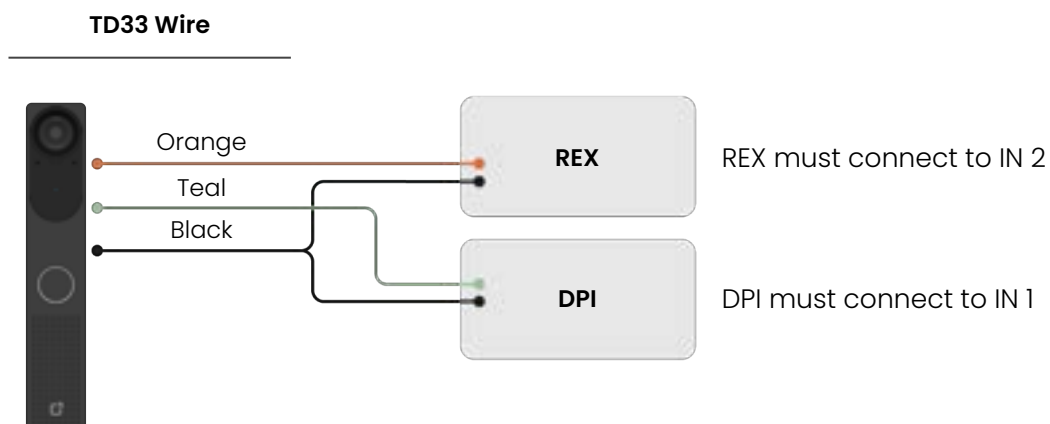 TD33 Wire
Orange
REX
REX must connect to IN 2
Teal
Black
DPI
DPI must connect to IN 1